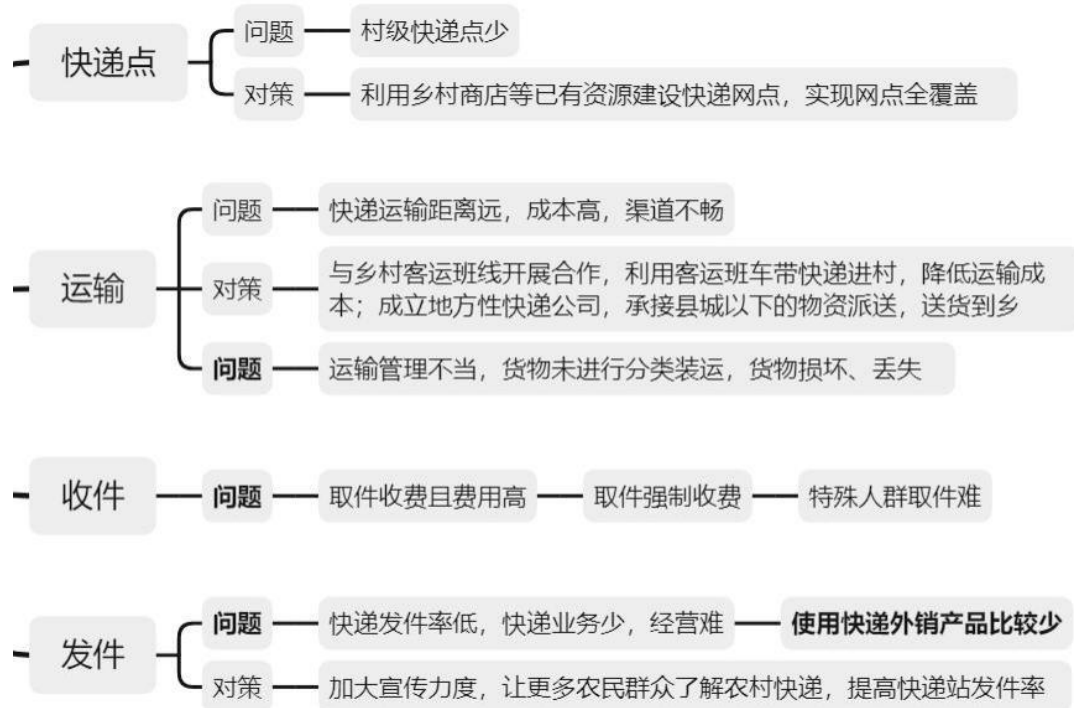 快递点
问题
村级快递点少
对策
利用乡村商店等已有资源建设快递网点，实现网点全覆盖
运输
问题
快递运输距离远，成本高，渠道不畅
对策
与乡村客运班线开展合作，利用客运班车带快递进村，降低运输成
本；成立地方性快递公司，承接县城以下的物资派送，送货到乡
问题
运输管理不当，货物未进行分类装运，货物损坏、丢失
收件
问题
取件收费且费用高
取件强制收费
特殊人群取件难
发件
问题
快递发件率低，快递业务少，经营难
使用快递外销产品比较少
对策
加大宣传力度，让更多农民群众了解农村快递，提高快递站发件率